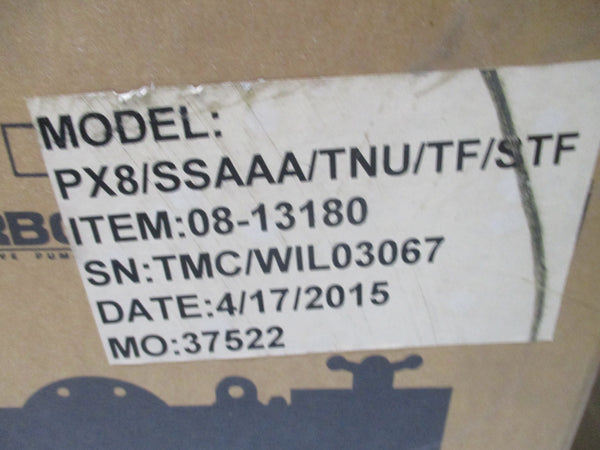 MODEL:
PX8/SSAAA/TNU/TF/STF
ITEM:08-13180
SN:TMC/WIL03067
DATE:4/17/2015
MO:37522